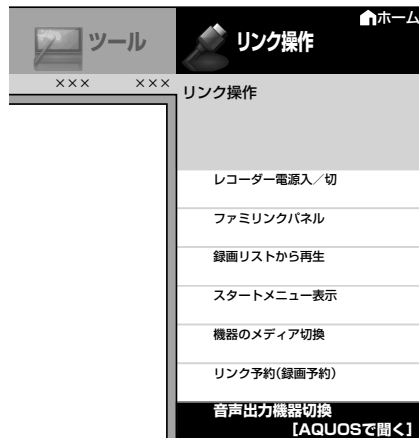 ホーム
ツール
リンク操作
××× ×××
リンク操作
レコーダー電源入／切
ファミリンクパネル
録画リストから再生
スタートメニュー表示
機器のメディア切換
リンク予約(録画予約)
音声出力機器切換
[AQUOSで聞く]